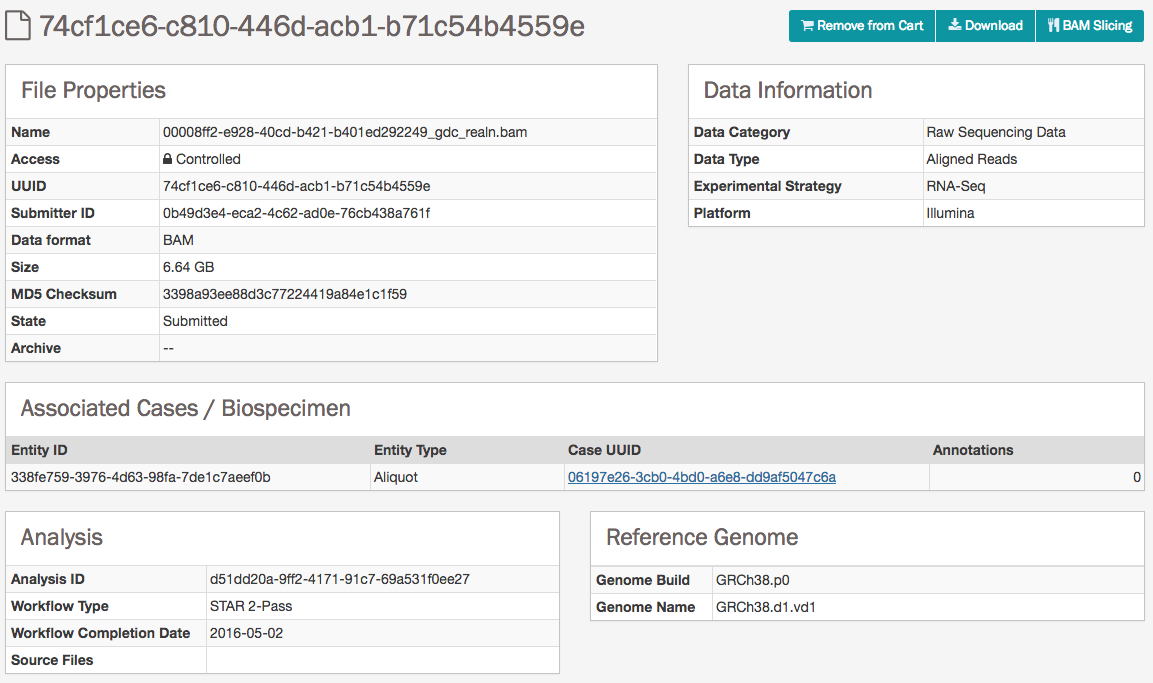 74cf1ce6-c810-446d-acb1-b71c54b4559e
Remove from Cart Download BAM Slicing
File Properties
Name 00008ff2-e928-40cd-b421-b401ed292249_gdc_realn.bam
Access Controlled
UUID 74cf1ce6-c810-446d-acb1-b71c54b4559e
Submitter ID 0b49d3e4-eca2-4c62-ad0e-76cb438a761f
Data format BAM
Size 6.64 GB
MD5 Checksum 3398a93ee88d3c77224419a84e1c1f59
State Submitted
Archive --
Data Information
Data Category Raw Sequencing Data
Data Type Aligned Reads
Experimental Strategy RNA-Seq
Platform Illumina
Associated Cases / Biospecimen
Entity ID Entity Type Case UUID Annotations
338fe759-3976-4d63-98fa-7de1c7aeef0b Aliquot 06197e26-3cb0-4bd0-a6e8-dd9af5047c6a 0
Analysis
Analysis ID d51dd20a-9ff2-4171-91c7-69a531f0ee27
Workflow Type STAR 2-Pass
Workflow Completion Date 2016-05-02
Source Files
Reference Genome
Genome Build GRCh38.p0
Genome Name GRCh38.d1.vd1